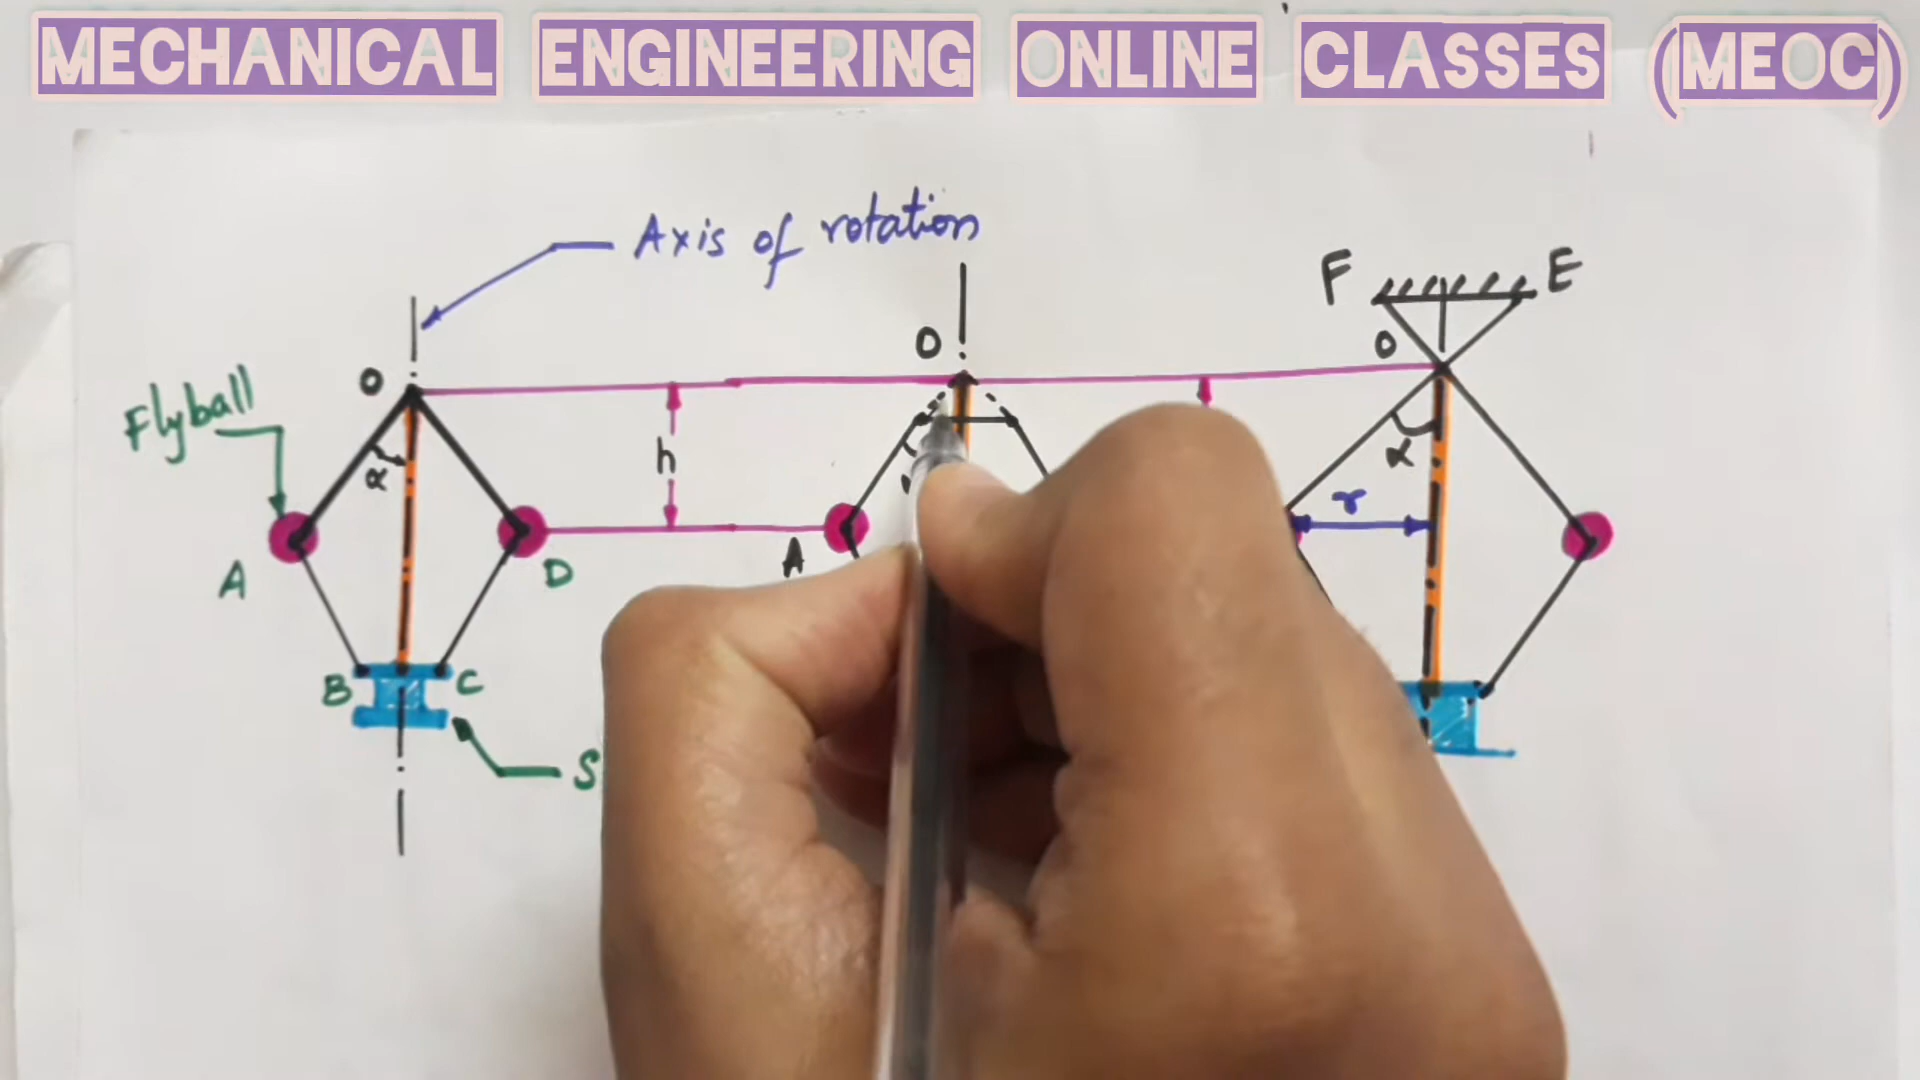 MECHANICAL ENGINEERING ONLINE CLASSES (MEOC)
Axis of rotation
F E
O O O
Flyball
α h α
r
A D A
B C
S